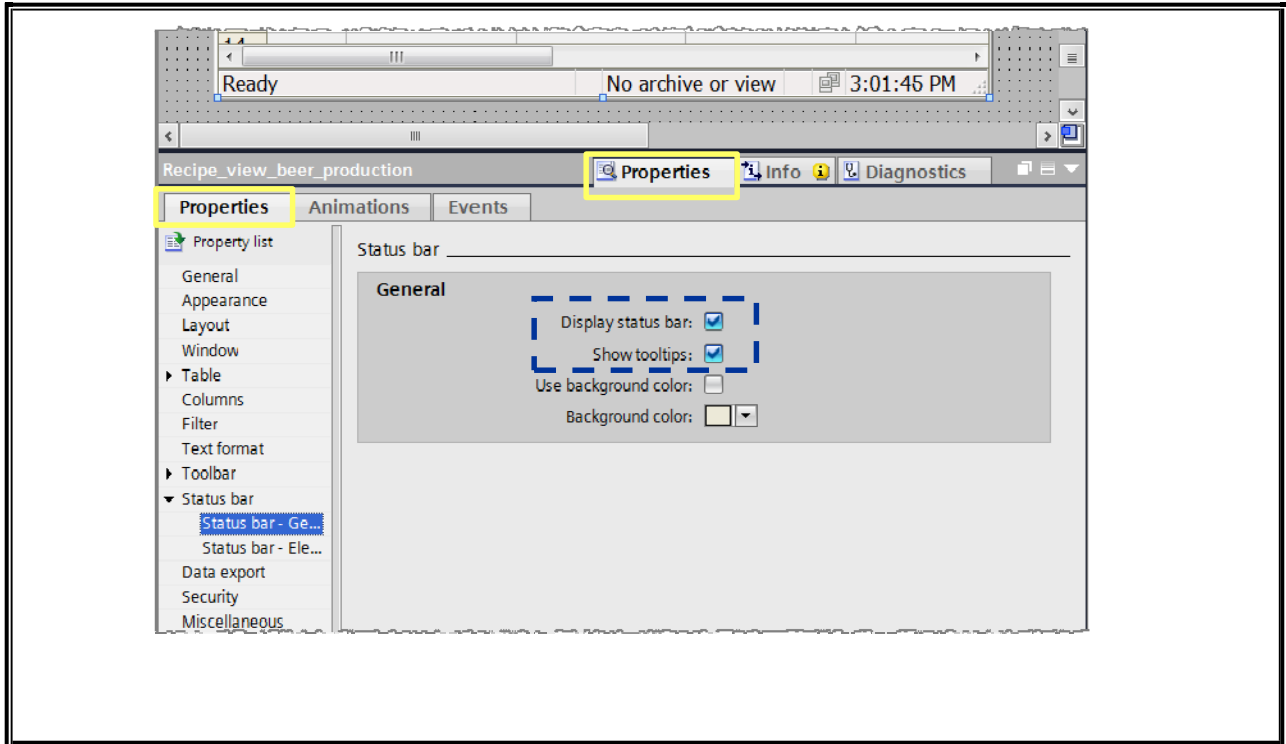 Ready No archive or view 3:01:45 PM
Recipe_view_beer_production Properties Info Diagnostics
Properties Animations Events
Property list
Status bar
General
General
Appearance
Layout
Window
Table
Columns
Filter
Text format
Toolbar
Status bar
Status bar - Ge...
Status bar - Ele...
Data export
Security
Miscellaneous
Display status bar:
Show tooltips:
Use background color:
Background color: